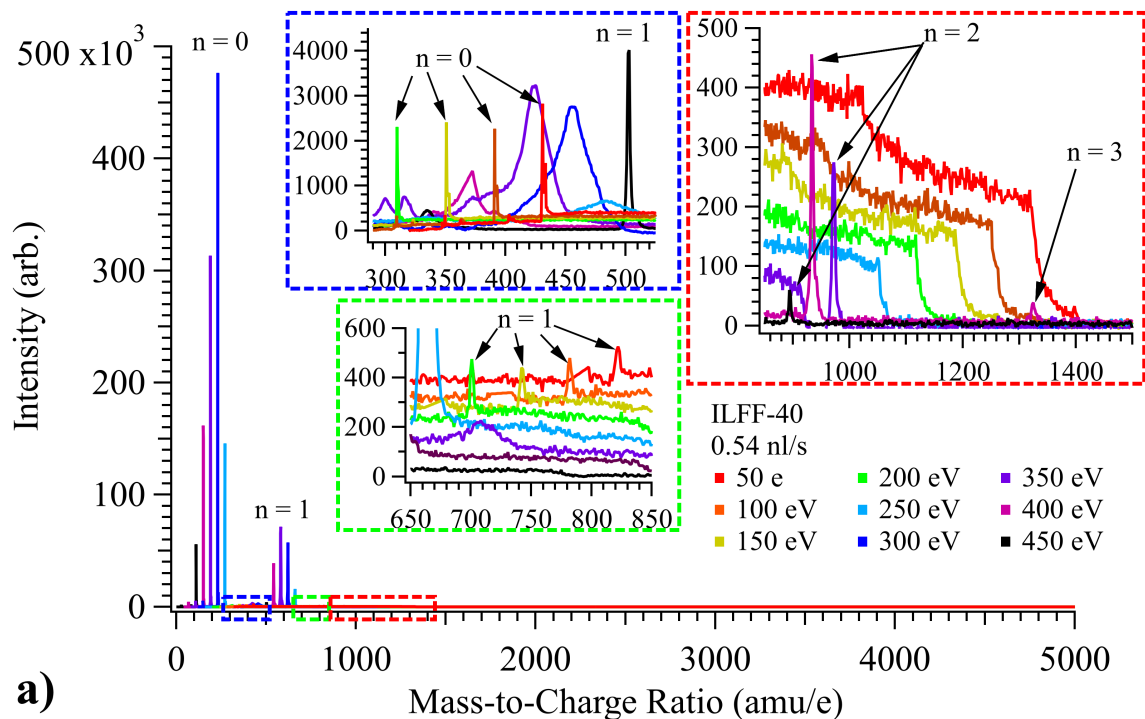 500 x10³
400
300
200
100
0
Intensity (arb.)
0
1000
2000
3000
4000
5000
Mass-to-Charge Ratio (amu/e)
a)
n = 0
n = 1
4000
3000
2000
1000
0
300
350
400
450
500
n = 0
n = 1
600
400
200
0
650
700
750
800
850
n = 1
500
400
300
200
100
0
1000
1200
1400
n = 2
n = 3
ILFF-40
0.54 nl/s
50 e
200 eV
350 eV
100 eV
250 eV
400 eV
150 eV
300 eV
450 eV